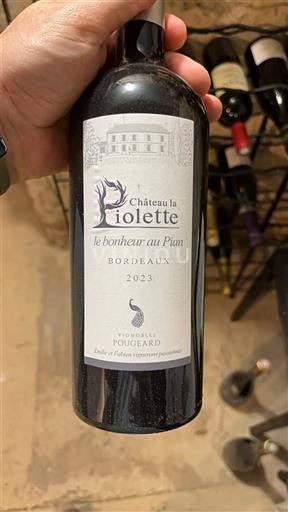 Château la
Piolette
le bonheur au Pian
BORDEAUX
2023
VIGNOBLES
POUGEARD
Emilie et Fabien vignerons passionnés